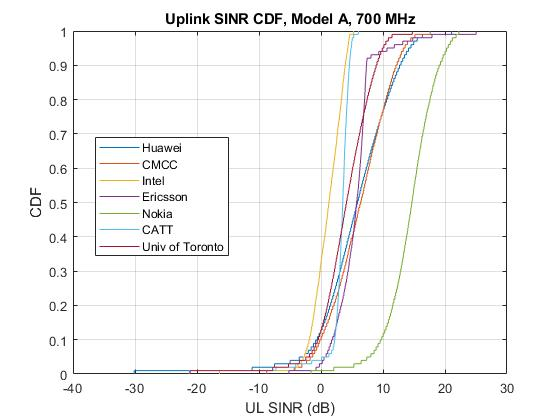 Uplink SINR CDF, Model A, 700 MHz
1
0.9
0.8
0.7
0.6
0.5
0.4
0.3
0.2
0.1
0
CDF
Huawei
CMCC
Intel
Ericsson
Nokia
CATT
Univ of Toronto
-40 -30 -20 -10 0 10 20 30
UL SINR (dB)